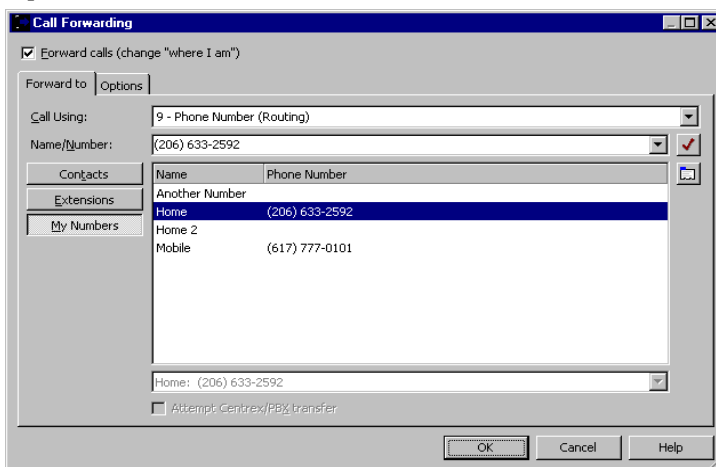 Call Forwarding
Forward calls (change "where I am")
Forward to Options
Call Using: 9 - Phone Number (Routing)
Name/Number: (206) 633-2592
Contacts Name Phone Number
Extensions Another Number
Home (206) 633-2592
My Numbers Home 2
Mobile (617) 777-0101
Home: (206) 633-2592
Attempt Centrex/PBX transfer
OK Cancel Help